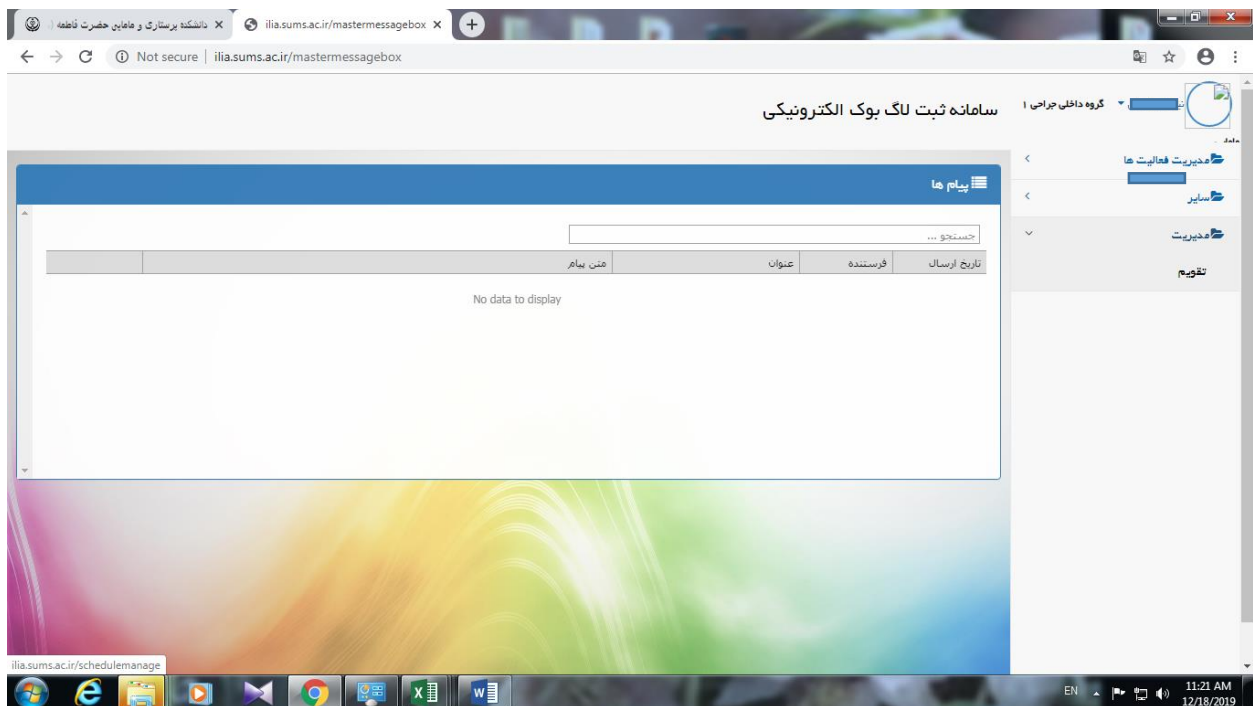 دانشکده پرستاری و مامایی حضرت فاطمه (
ilia.sums.ac.ir/mastermessagebox
Not secure | ilia.sums.ac.ir/mastermessagebox
گروه داخلی جراحی ۱
سامانه ثبت لاگ بوک الکترونیکی
مدیریت فعالیت ها
سایر
مدیریت
تقویم
پیام ها
جستجو ...
تاریخ ارسال فرستنده عنوان متن پیام
No data to display
ilia.sums.ac.ir/schedulemanage
EN
11:21 AM
12/18/2019